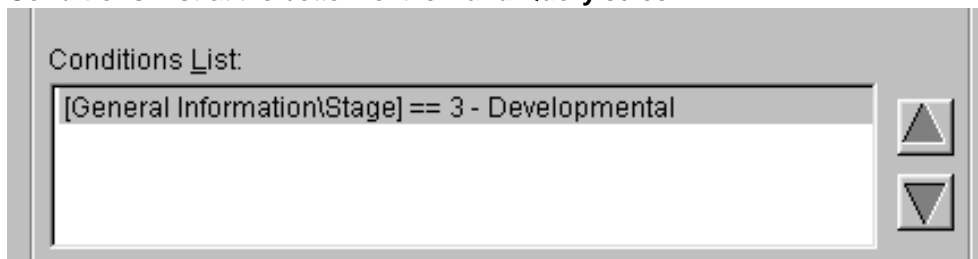 Conditions List:
[General Information\Stage] == 3 - Developmental